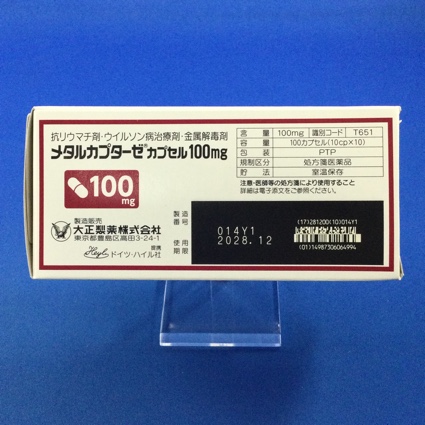 抗リウマチ剤・ウイルソン病治療剤・金属解毒剤
メタルカプターゼ®カプセル100mg
100
mg
含量 100mg 識別コード T651
容量 100カプセル(10cp×10)
包装 PTP
規制区分 処方箋医薬品
貯法 室温保存
注意-医師等の処方箋により使用すること
詳細は電子添文をご参照ください。
製造販売
大正製薬株式会社
東京都豊島区高田3-24-1
提携
Heyl ドイツ・ハイル社
製造番号 014Y1
使用期限 2028.12
(17)281200(10)014Y1
(01)14987306064994